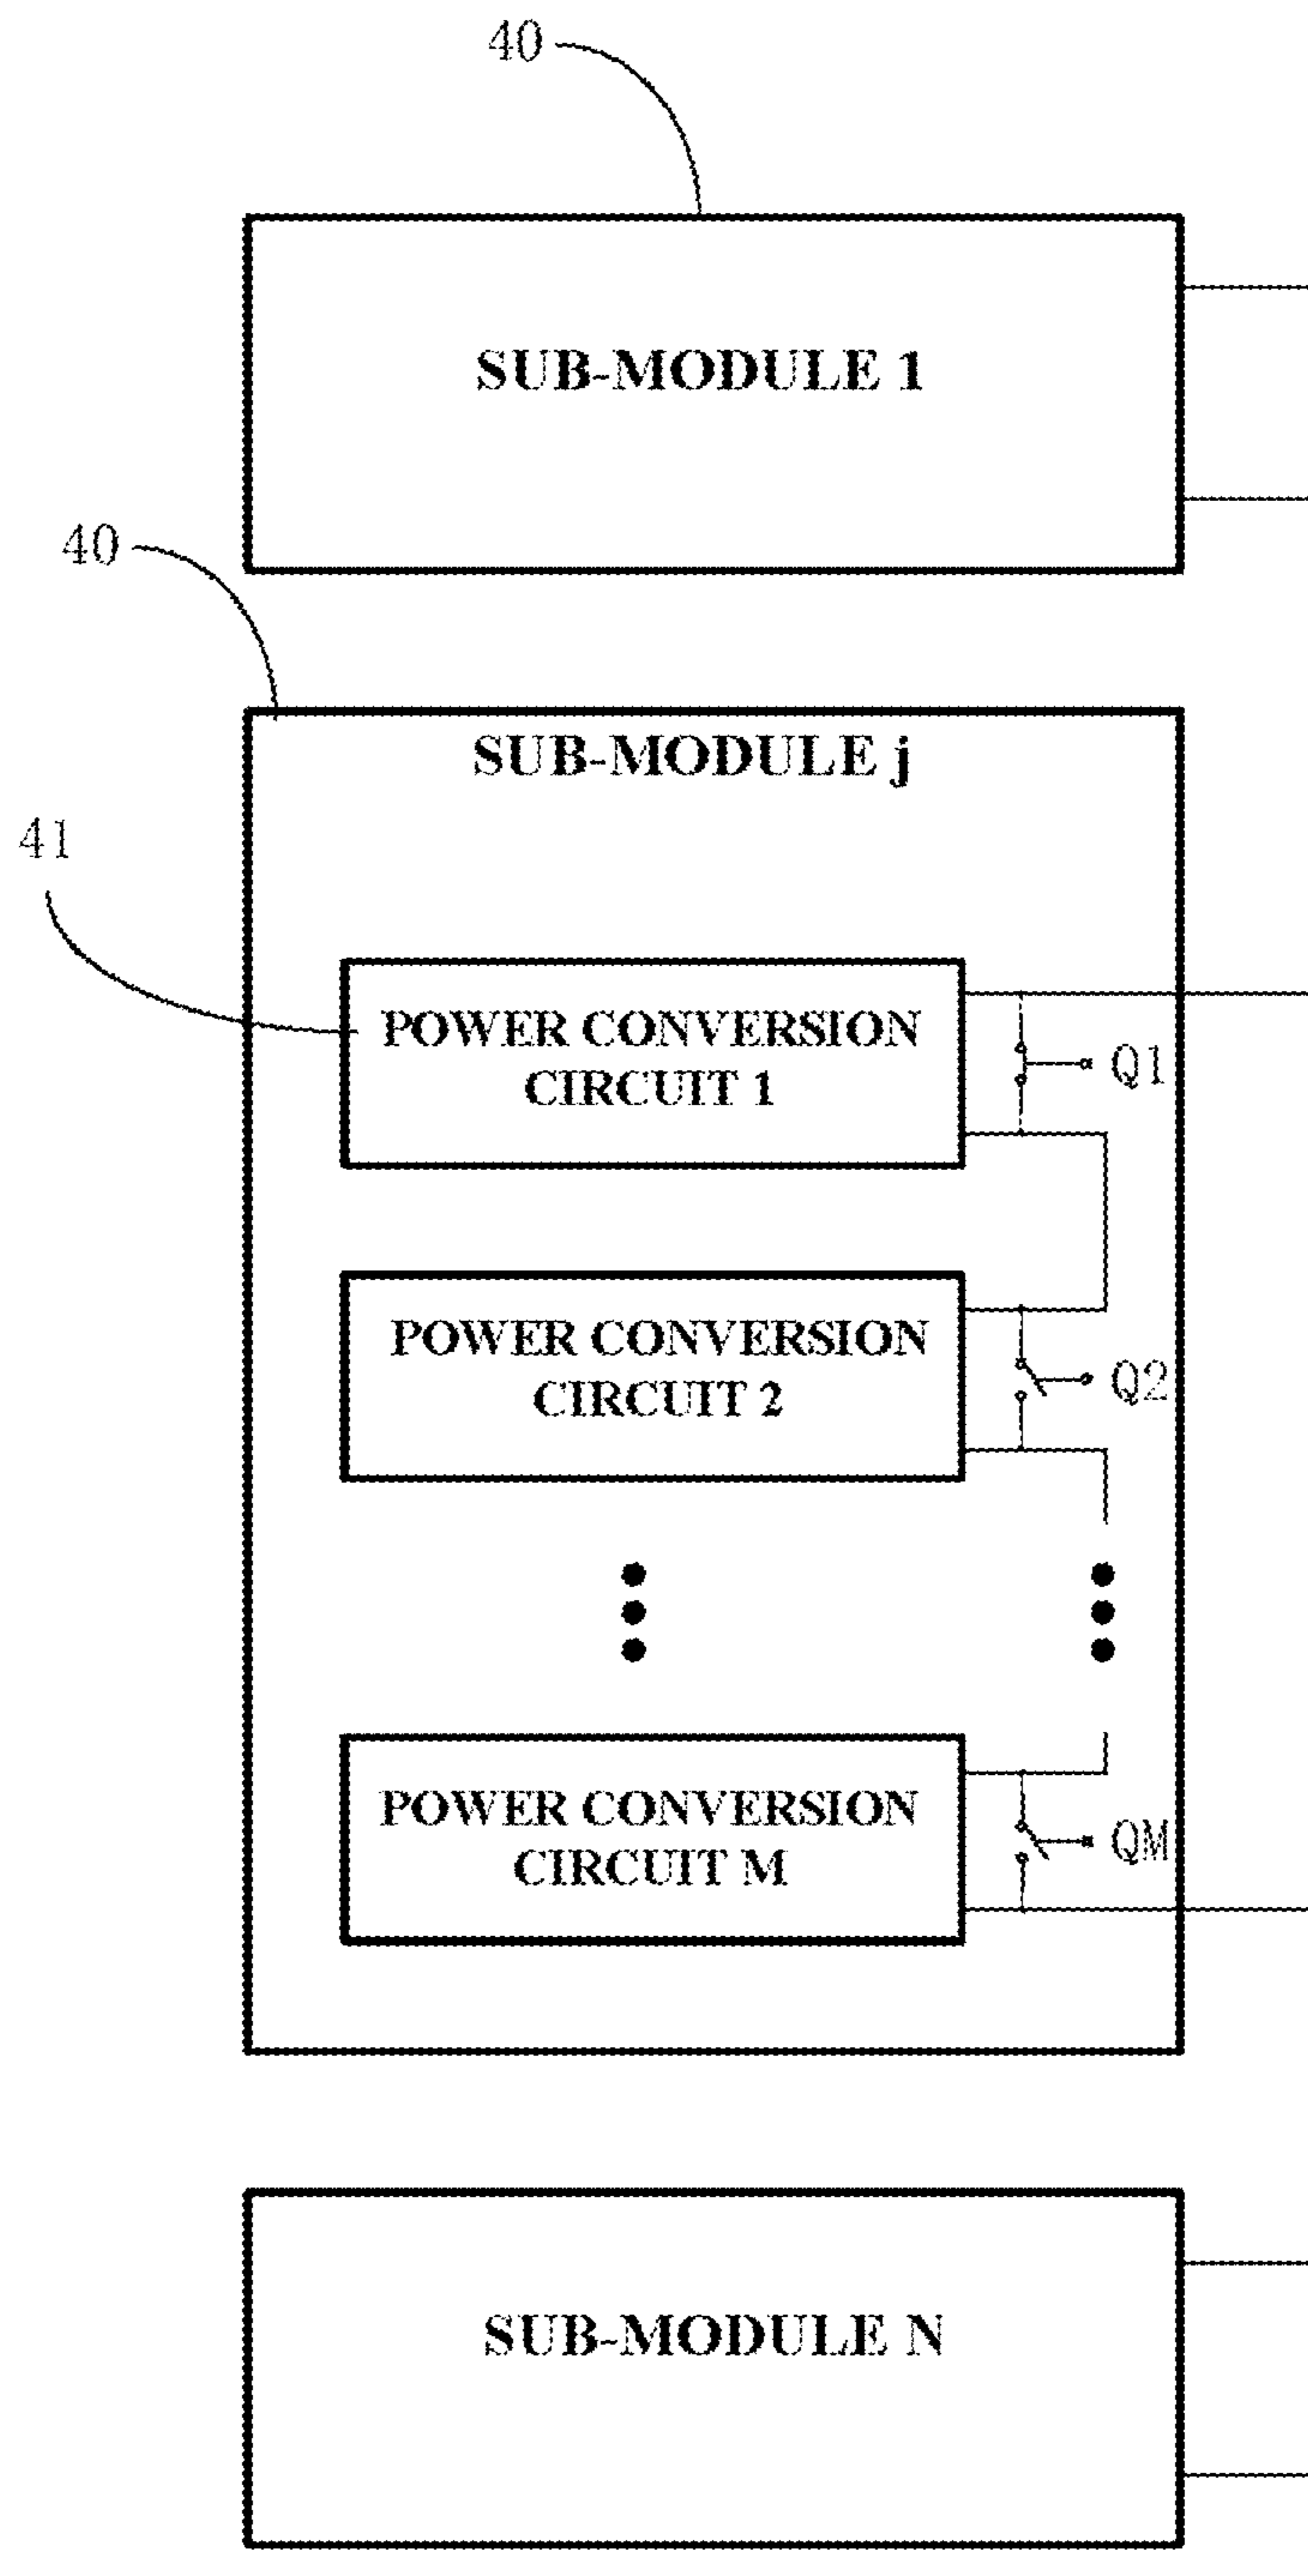 40
SUB-MODULE 1
40
SUB-MODULE j
41
POWER CONVERSION
CIRCUIT 1
Q1
POWER CONVERSION
CIRCUIT 2
Q2
POWER CONVERSION
CIRCUIT M
QM
SUB-MODULE N